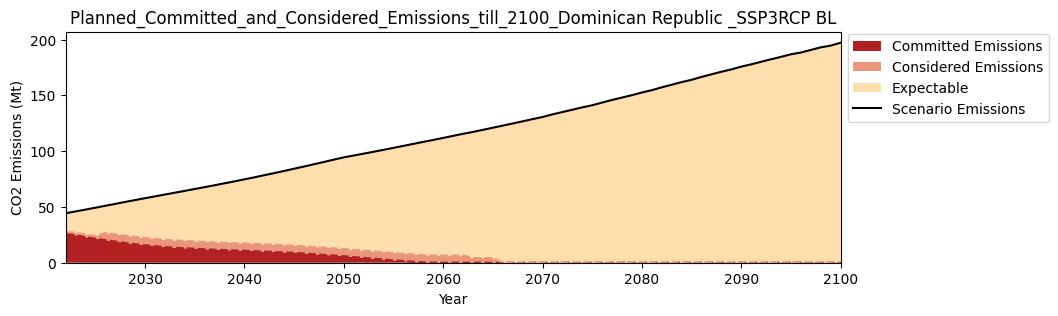 Planned_Committed_and_Considered_Emissions_till_2100_Dominican Republic _SSP3RCP BL
200
150
100
50
0
CO2 Emissions (Mt)
2030
2040
2050
2060
2070
2080
2090
2100
Year
Committed Emissions
Considered Emissions
Expectable
Scenario Emissions